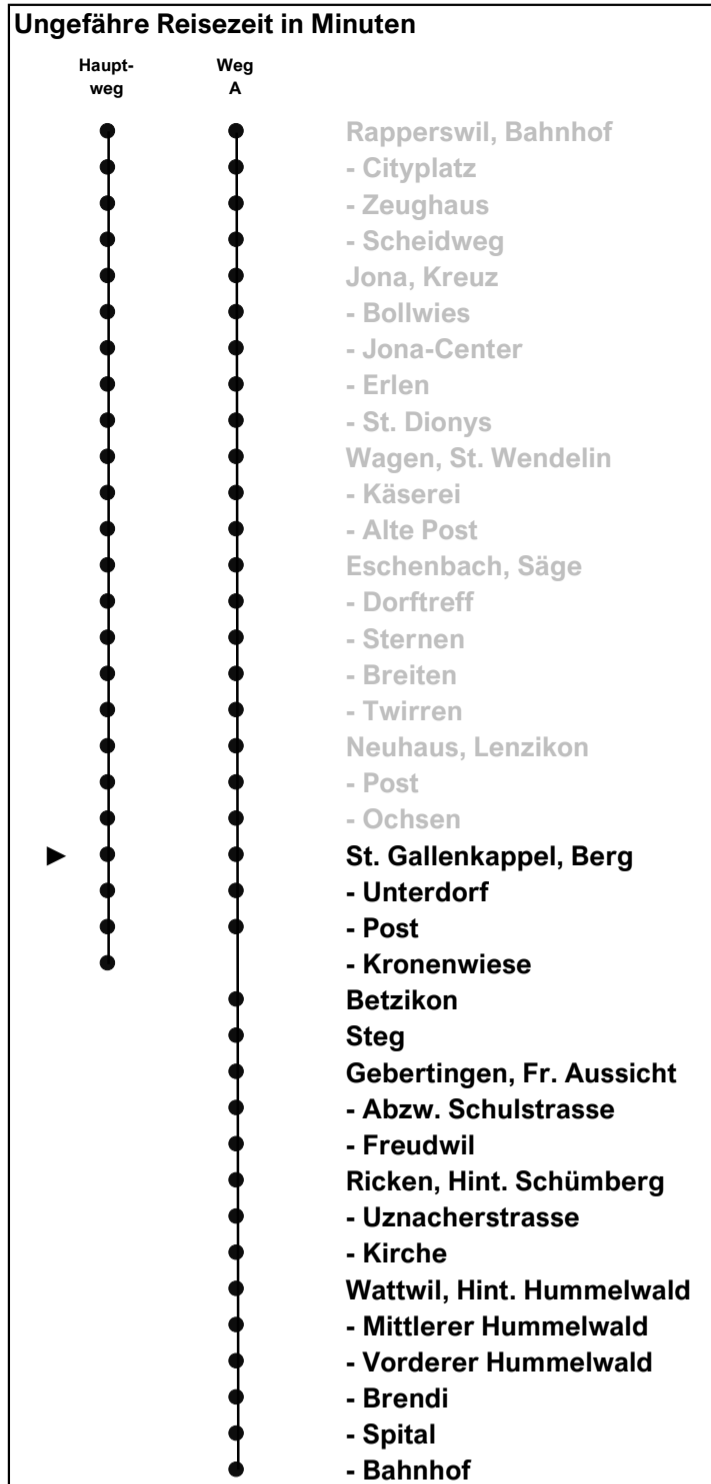 Ungefähre Reisezeit in Minuten
Haupt- Weg
weg A
Rapperswil, Bahnhof
- Cityplatz
- Zeughaus
- Scheidweg
Jona, Kreuz
- Bollwies
- Jona-Center
- Erlen
- St. Dionys
Wagen, St. Wendelin
- Käserei
- Alte Post
Eschenbach, Säge
- Dorftreff
- Sternen
- Breiten
- Twirren
Neuhaus, Lenzikon
- Post
- Ochsen
St. Gallenkappel, Berg
- Unterdorf
- Post
- Kronenwiese
Betzikon
Steg
Gebertingen, Fr. Aussicht
- Abzw. Schulstrasse
- Freudwil
Ricken, Hint. Schümberg
- Uznacherstrasse
- Kirche
Wattwil, Hint. Hummelwald
- Mittlerer Hummelwald
- Vorderer Hummelwald
- Brendi
- Spital
- Bahnhof